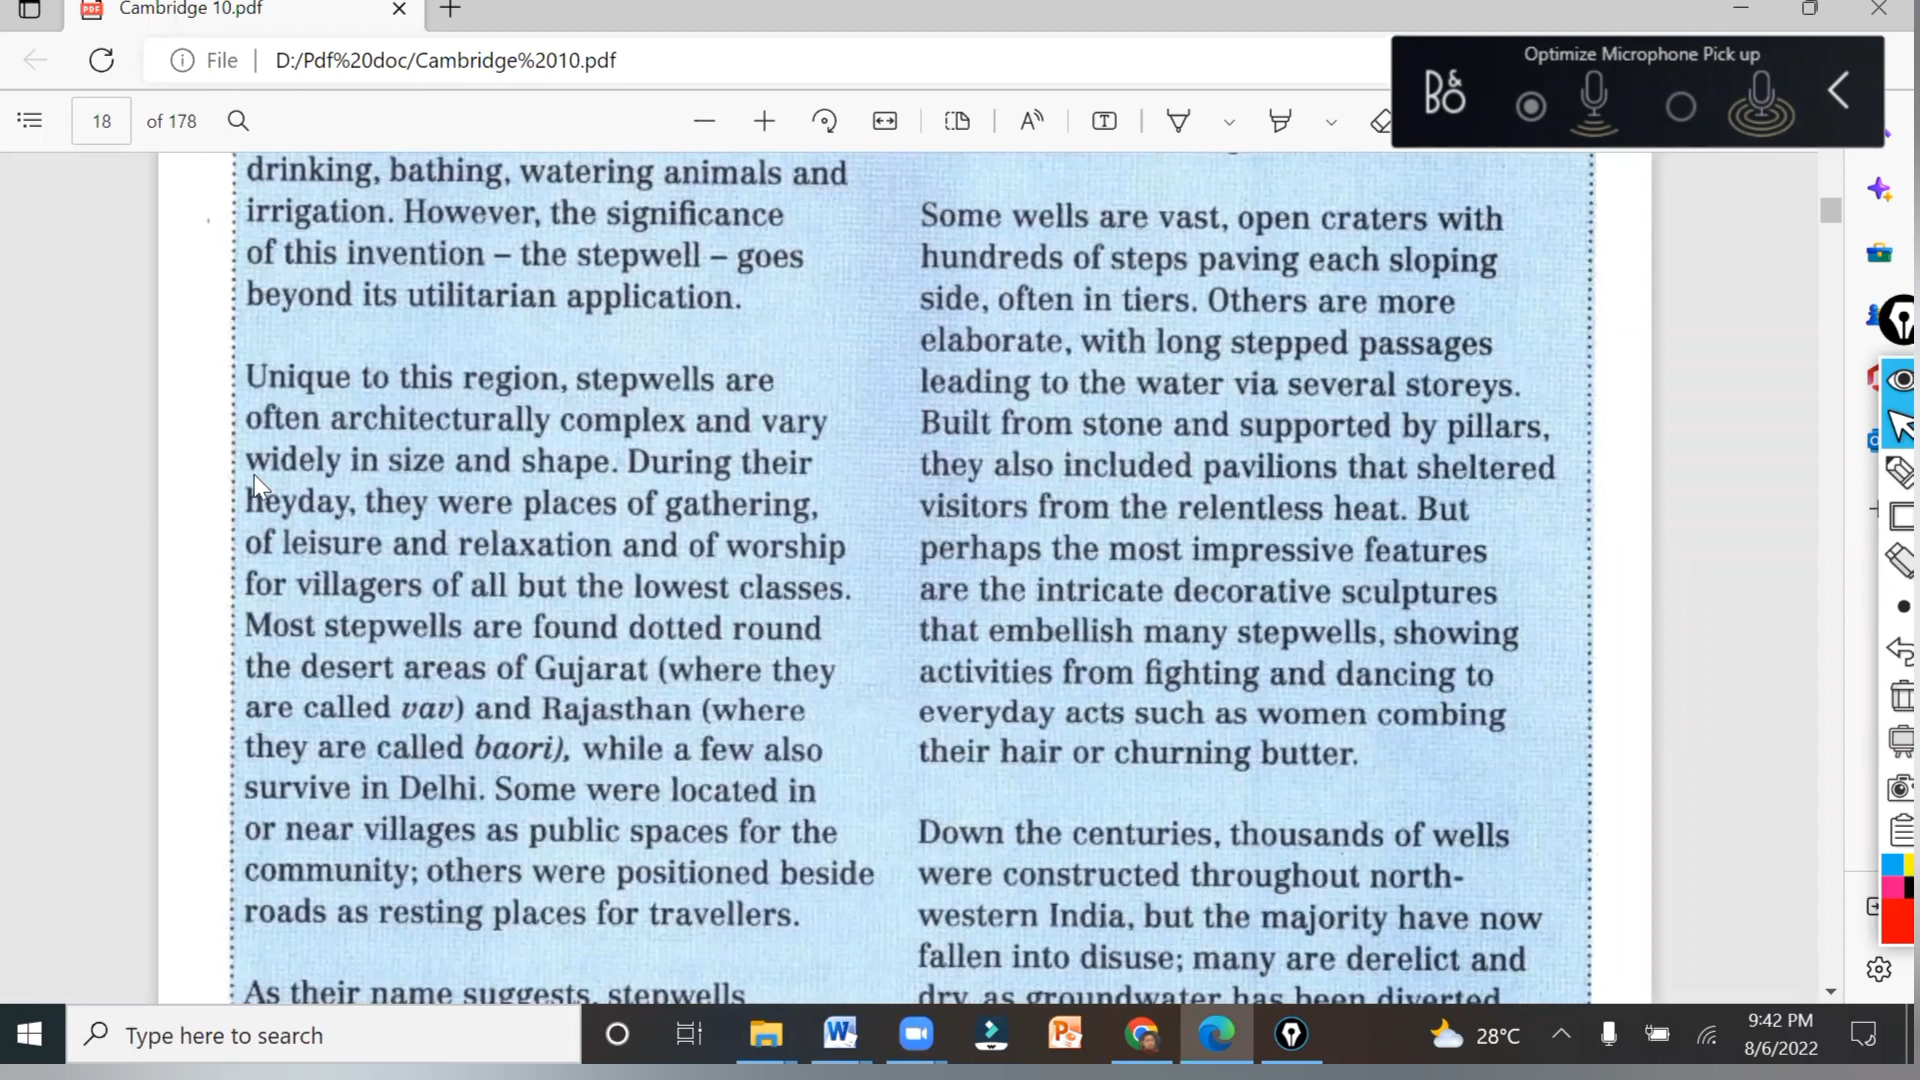 Cambridge 10.pdf
File
D:/Pdf%20doc/Cambridge%2010.pdf
Optimize Microphone Pick up
B&O
18 of 178
drinking, bathing, watering animals and
irrigation. However, the significance
of this invention – the stepwell – goes
beyond its utilitarian application.
Unique to this region, stepwells are
often architecturally complex and vary
widely in size and shape. During their
heyday, they were places of gathering,
of leisure and relaxation and of worship
for villagers of all but the lowest classes.
Most stepwells are found dotted round
the desert areas of Gujarat (where they
are called vav) and Rajasthan (where
they are called baori), while a few also
survive in Delhi. Some were located in
or near villages as public spaces for the
community; others were positioned beside
roads as resting places for travellers.
As their name suggests, stepwells
Some wells are vast, open craters with
hundreds of steps paving each sloping
side, often in tiers. Others are more
elaborate, with long stepped passages
leading to the water via several storeys.
Built from stone and supported by pillars,
they also included pavilions that sheltered
visitors from the relentless heat. But
perhaps the most impressive features
are the intricate decorative sculptures
that embellish many stepwells, showing
activities from fighting and dancing to
everyday acts such as women combing
their hair or churning butter.
Down the centuries, thousands of wells
were constructed throughout north-
western India, but the majority have now
fallen into disuse; many are derelict and
dry, as groundwater has been diverted
Type here to search
28°C
9:42 PM
8/6/2022